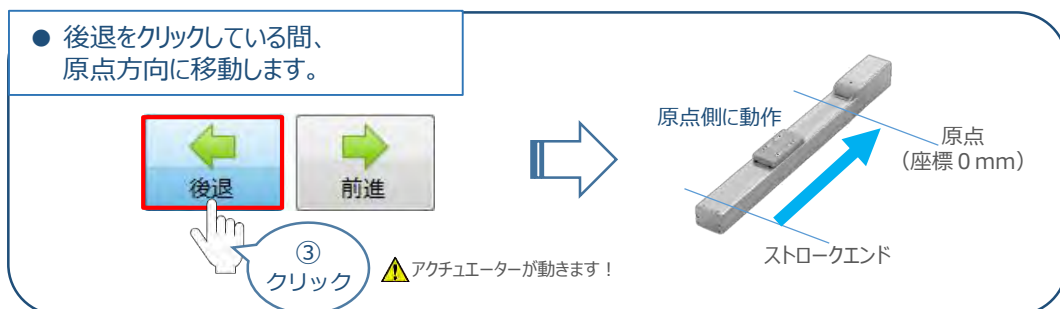 ● 後退をクリックしている間、
原点方向に移動します。
後退
前進
③
クリック
アクチュエーターが動きます！
原点側に動作
原点
（座標０mm）
ストロークエンド